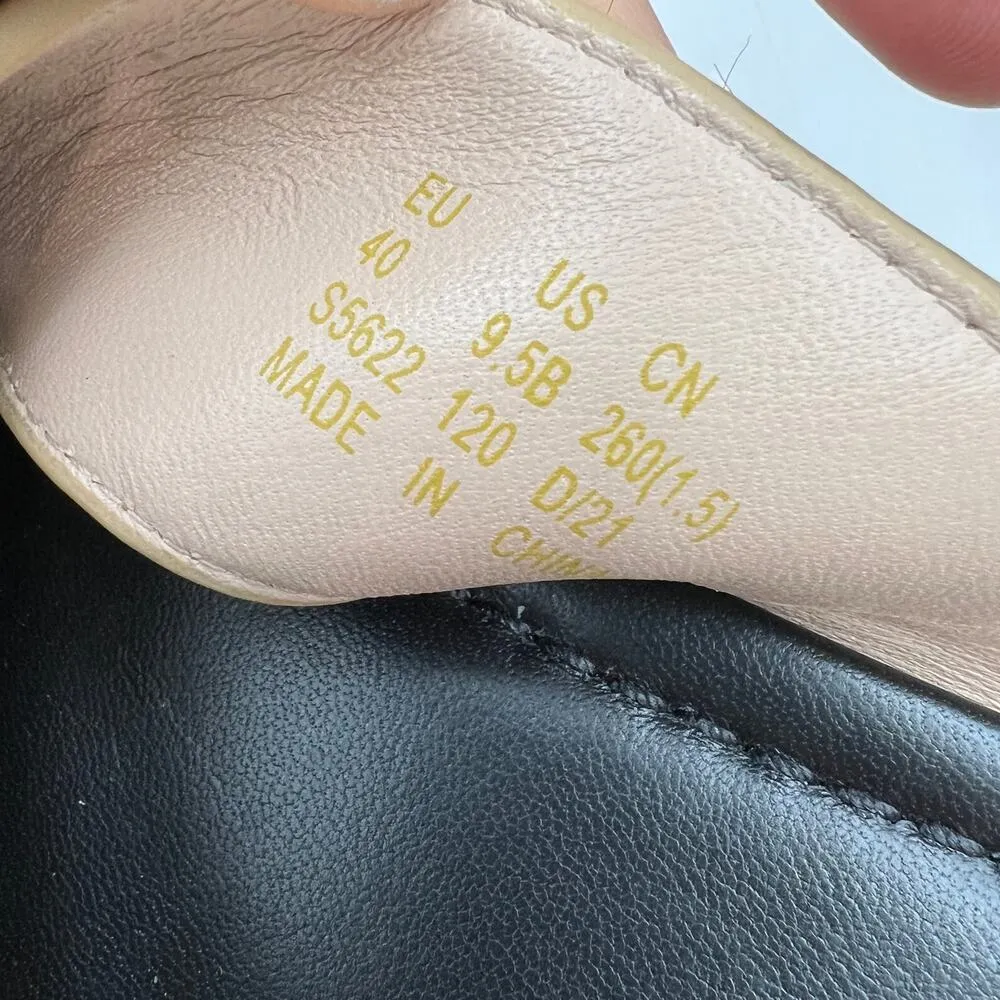 EU US CN
40 9.5B 260(1.5)
S5622 120 D/21
MADE IN